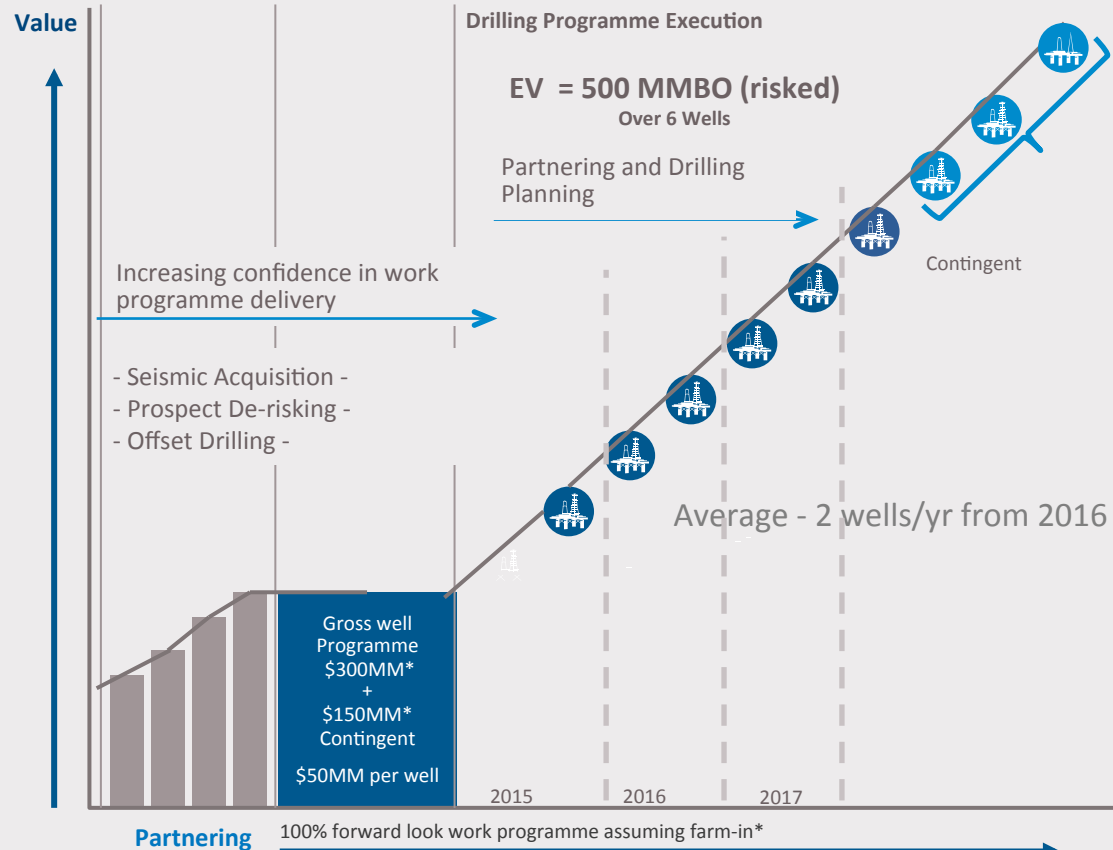 Value
Drilling Programme Execution
EV = 500 MMBO (risked)
Over 6 Wells
Partnering and Drilling
Planning
Increasing confidence in work
programme delivery
- Seismic Acquisition -
- Prospect De-risking -
- Offset Drilling -
Contingent
Average - 2 wells/yr from 2016
Gross well
Programme
$300MM*
+
$150MM*
Contingent
$50MM per well
2015
2016
2017
Partnering
100% forward look work programme assuming farm-in*